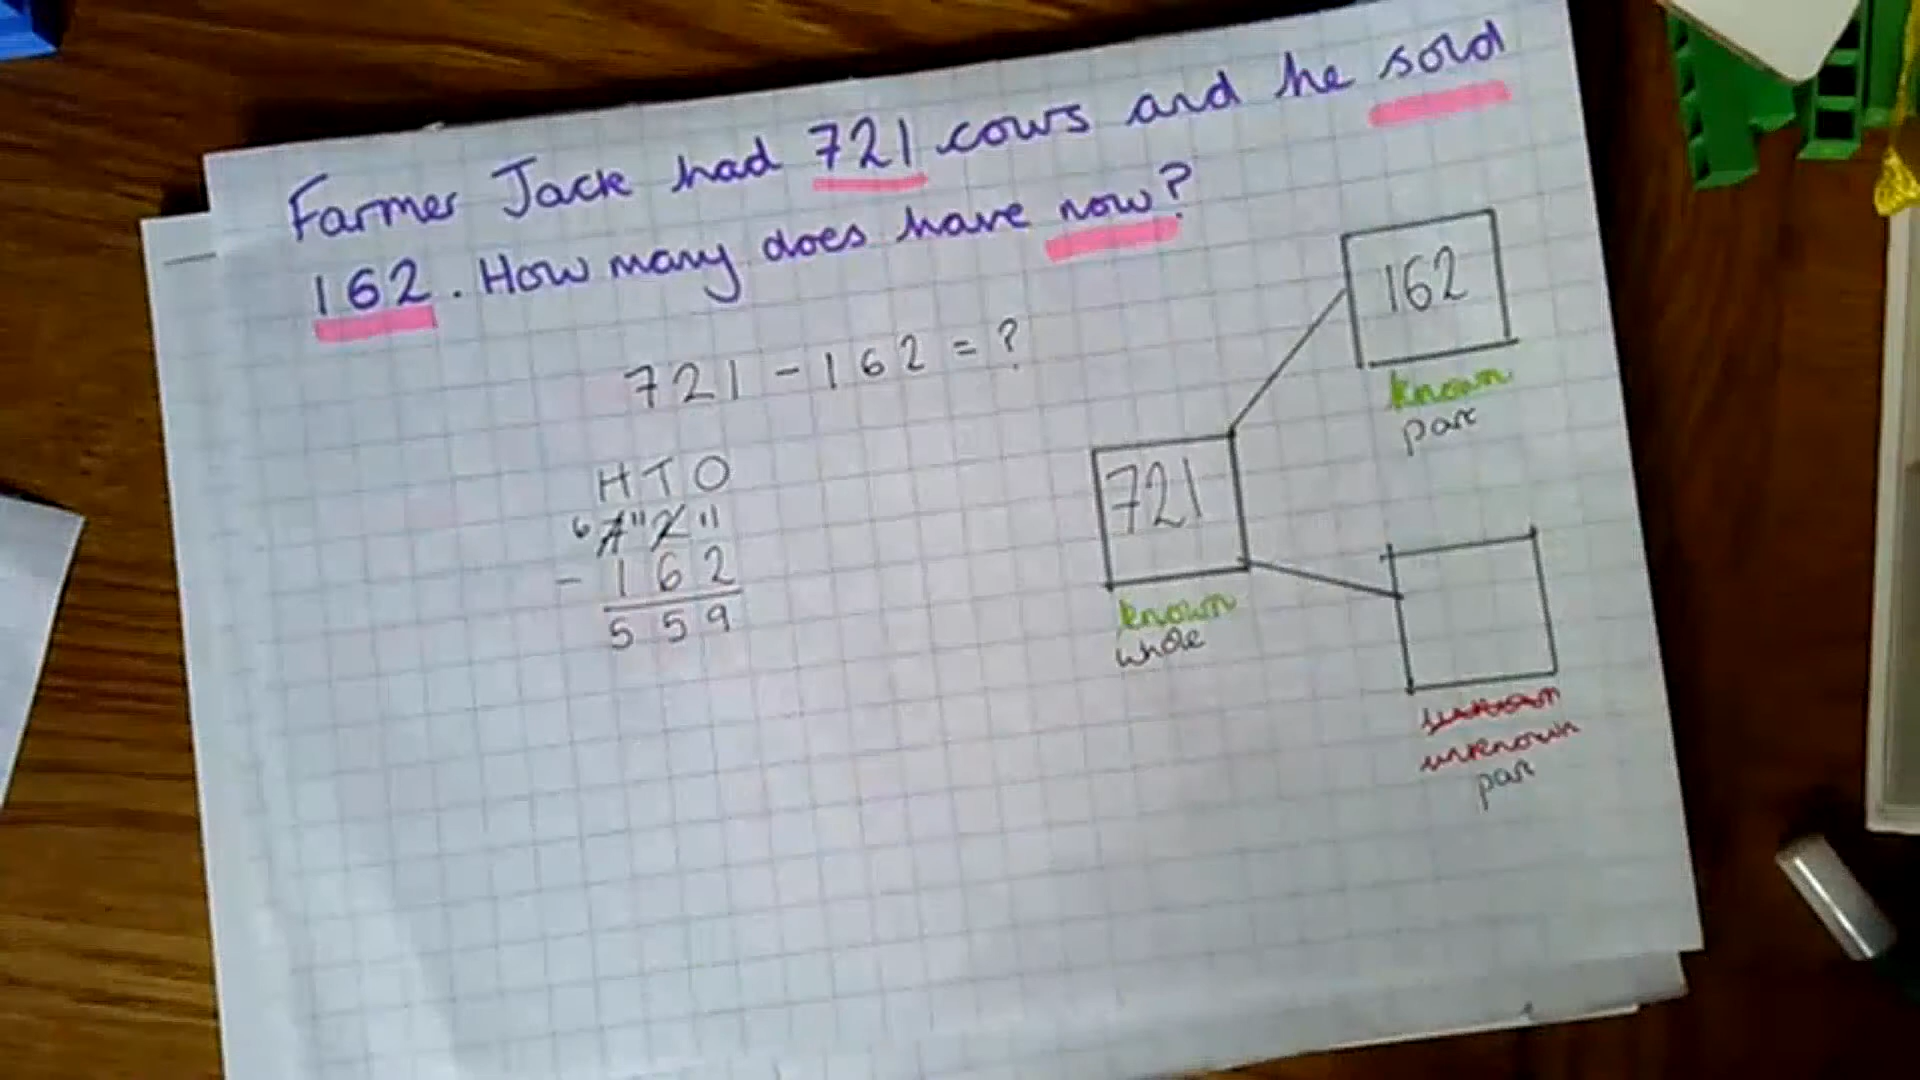 Farmer Jack had 721 cows and he sold
162. How many does have now?
721 - 162 = ?
H T O
6 7 11 2 11
- 1 6 2
5 5 9
162
known
part
721
known
whole
unknown
part